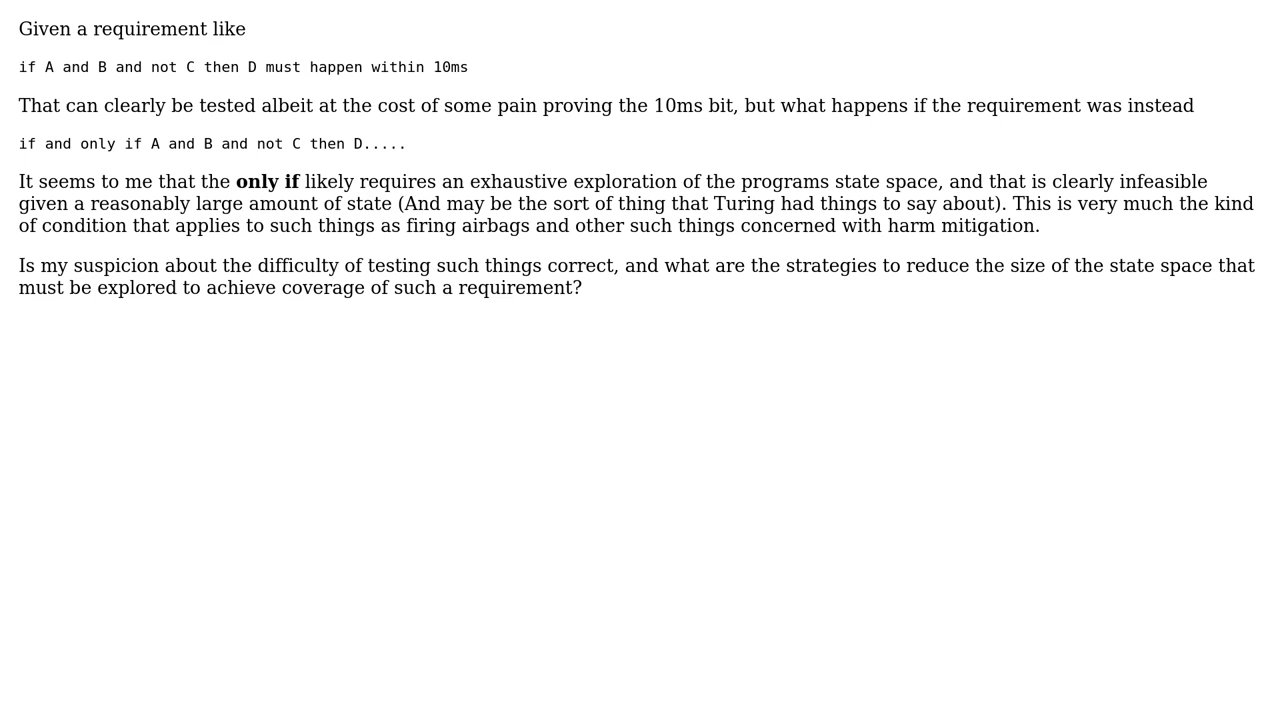 Given a requirement like
if A and B and not C then D must happen within 10ms
That can clearly be tested albeit at the cost of some pain proving the 10ms bit, but what happens if the requirement was instead
if and only if A and B and not C then D.....
It seems to me that the only if likely requires an exhaustive exploration of the programs state space, and that is clearly infeasible
given a reasonably large amount of state (And may be the sort of thing that Turing had things to say about). This is very much the kind
of condition that applies to such things as firing airbags and other such things concerned with harm mitigation.
Is my suspicion about the difficulty of testing such things correct, and what are the strategies to reduce the size of the state space that
must be explored to achieve coverage of such a requirement?